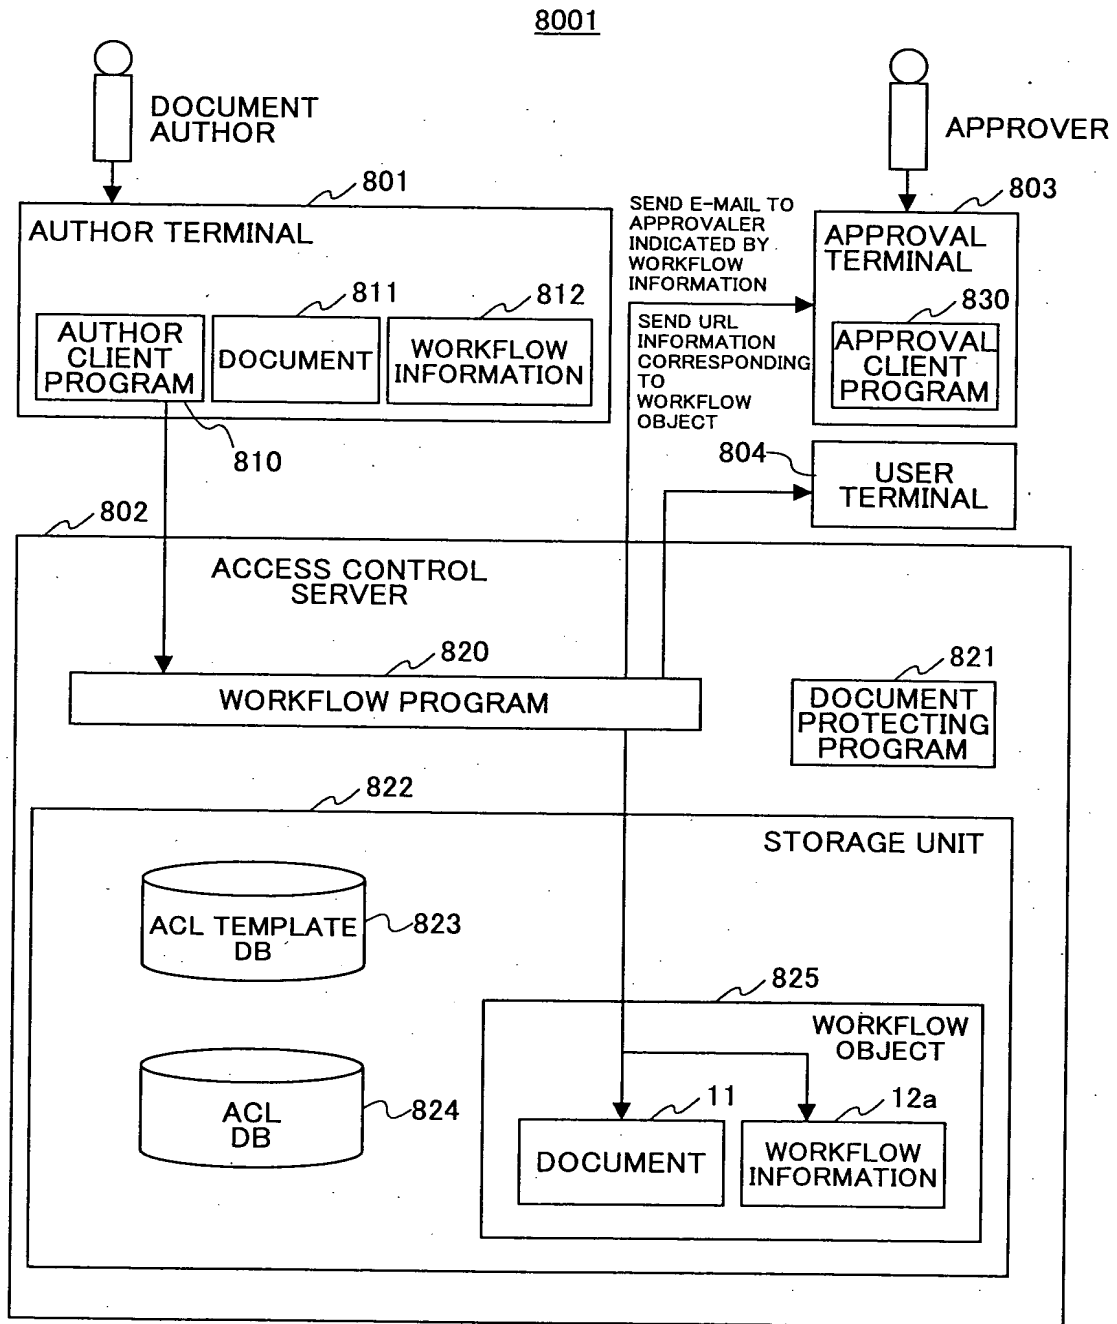 8001
DOCUMENT
AUTHOR
APPROVER
801
AUTHOR TERMINAL
AUTHOR
CLIENT
PROGRAM
810
811
DOCUMENT
812
WORKFLOW
INFORMATION
SEND E-MAIL TO
APPROVALER
INDICATED BY
WORKFLOW
INFORMATION
SEND URL
INFORMATION
CORRESPONDING
TO
WORKFLOW
OBJECT
803
APPROVAL
TERMINAL
830
APPROVAL
CLIENT
PROGRAM
804
USER
TERMINAL
802
ACCESS CONTROL
SERVER
820
WORKFLOW PROGRAM
821
DOCUMENT
PROTECTING
PROGRAM
822
STORAGE UNIT
ACL TEMPLATE
DB
823
ACL
DB
824
825
WORKFLOW
OBJECT
11
DOCUMENT
12a
WORKFLOW
INFORMATION